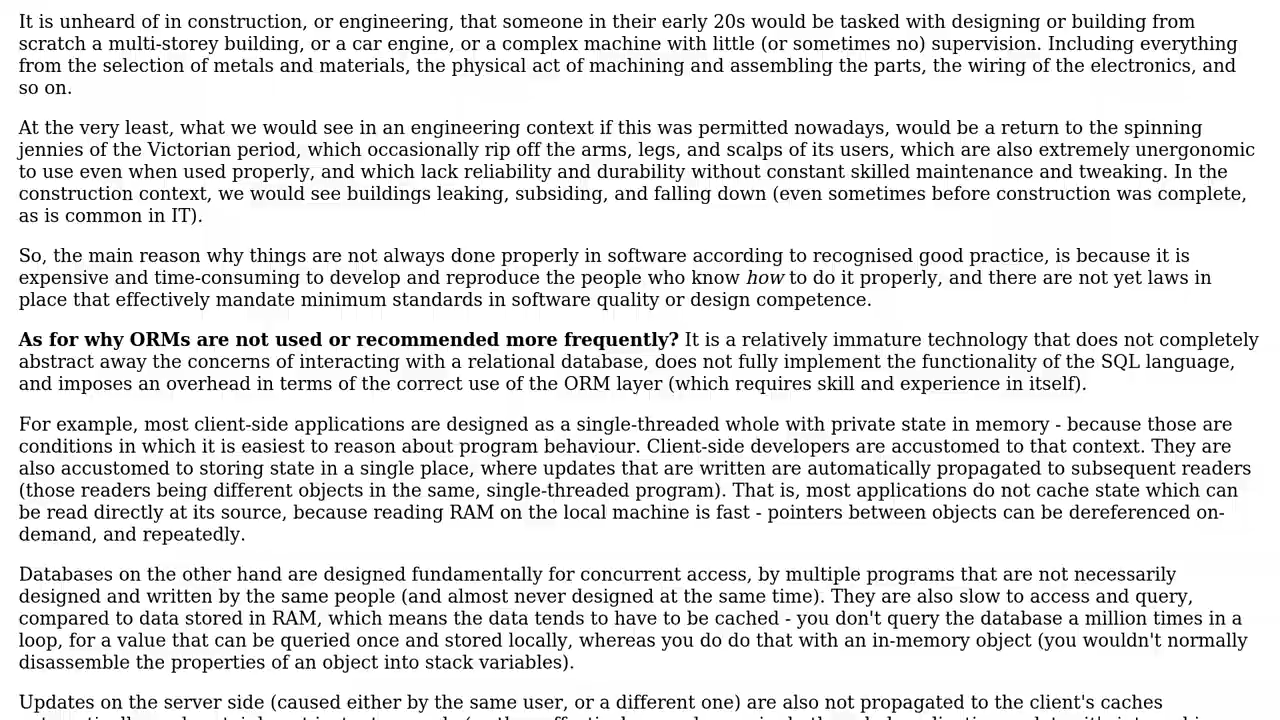 It is unheard of in construction, or engineering, that someone in their early 20s would be tasked with designing or building from
scratch a multi-storey building, or a car engine, or a complex machine with little (or sometimes no) supervision. Including everything
from the selection of metals and materials, the physical act of machining and assembling the parts, the wiring of the electronics, and
so on.
At the very least, what we would see in an engineering context if this was permitted nowadays, would be a return to the spinning
jennies of the Victorian period, which occasionally rip off the arms, legs, and scalps of its users, which are also extremely unergonomic
to use even when used properly, and which lack reliability and durability without constant skilled maintenance and tweaking. In the
construction context, we would see buildings leaking, subsiding, and falling down (even sometimes before construction was complete,
as is common in IT).
So, the main reason why things are not always done properly in software according to recognised good practice, is because it is
expensive and time-consuming to develop and reproduce the people who know how to do it properly, and there are not yet laws in
place that effectively mandate minimum standards in software quality or design competence.
As for why ORMs are not used or recommended more frequently? It is a relatively immature technology that does not completely
abstract away the concerns of interacting with a relational database, does not fully implement the functionality of the SQL language,
and imposes an overhead in terms of the correct use of the ORM layer (which requires skill and experience in itself).
For example, most client-side applications are designed as a single-threaded whole with private state in memory - because those are
conditions in which it is easiest to reason about program behaviour. Client-side developers are accustomed to that context. They are
also accustomed to storing state in a single place, where updates that are written are automatically propagated to subsequent readers
(those readers being different objects in the same, single-threaded program). That is, most applications do not cache state which can
be read directly at its source, because reading RAM on the local machine is fast - pointers between objects can be dereferenced on-
demand, and repeatedly.
Databases on the other hand are designed fundamentally for concurrent access, by multiple programs that are not necessarily
designed and written by the same people (and almost never designed at the same time). They are also slow to access and query,
compared to data stored in RAM, which means the data tends to have to be cached - you don't query the database a million times in a
loop, for a value that can be queried once and stored locally, whereas you do do that with an in-memory object (you wouldn't normally
disassemble the properties of an object into stack variables).
Updates on the server side (caused either by the same user, or a different one) are also not propagated to the client's caches